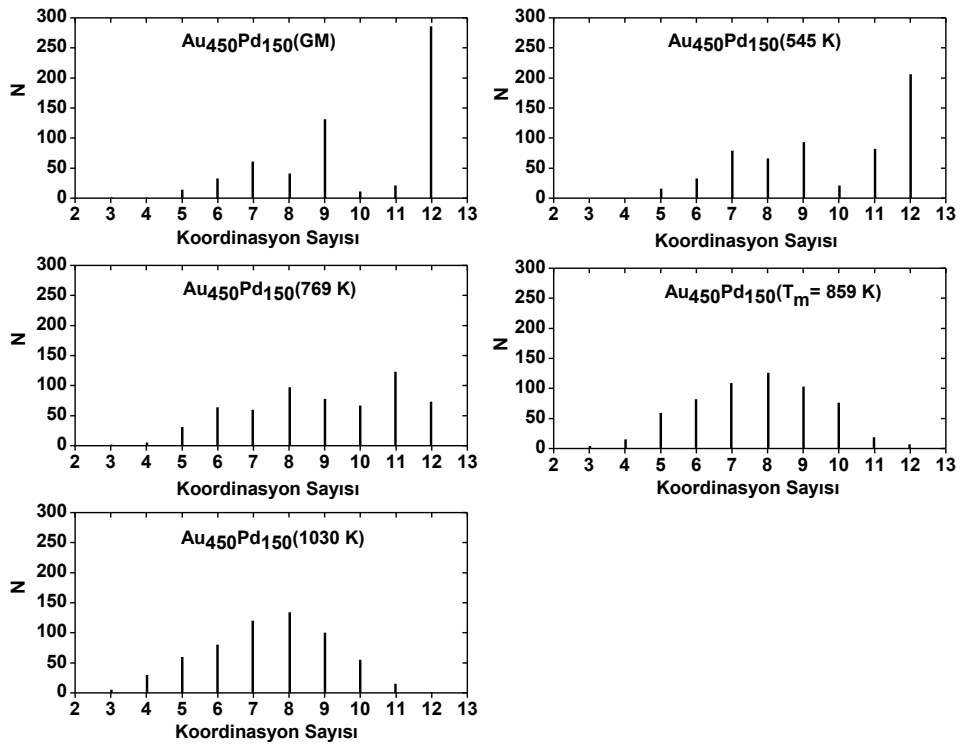 Au450Pd150(GM)
300
250
200
150
100
50
0
N
2 3 4 5 6 7 8 9 10 11 12 13
Koordinasyon Sayısı
Au450Pd150(545 K)
300
250
200
150
100
50
0
N
2 3 4 5 6 7 8 9 10 11 12 13
Koordinasyon Sayısı
Au450Pd150(769 K)
300
250
200
150
100
50
0
N
2 3 4 5 6 7 8 9 10 11 12 13
Koordinasyon Sayısı
Au450Pd150(Tm= 859 K)
300
250
200
150
100
50
0
N
2 3 4 5 6 7 8 9 10 11 12 13
Koordinasyon Sayısı
Au450Pd150(1030 K)
300
250
200
150
100
50
0
N
2 3 4 5 6 7 8 9 10 11 12 13
Koordinasyon Sayısı